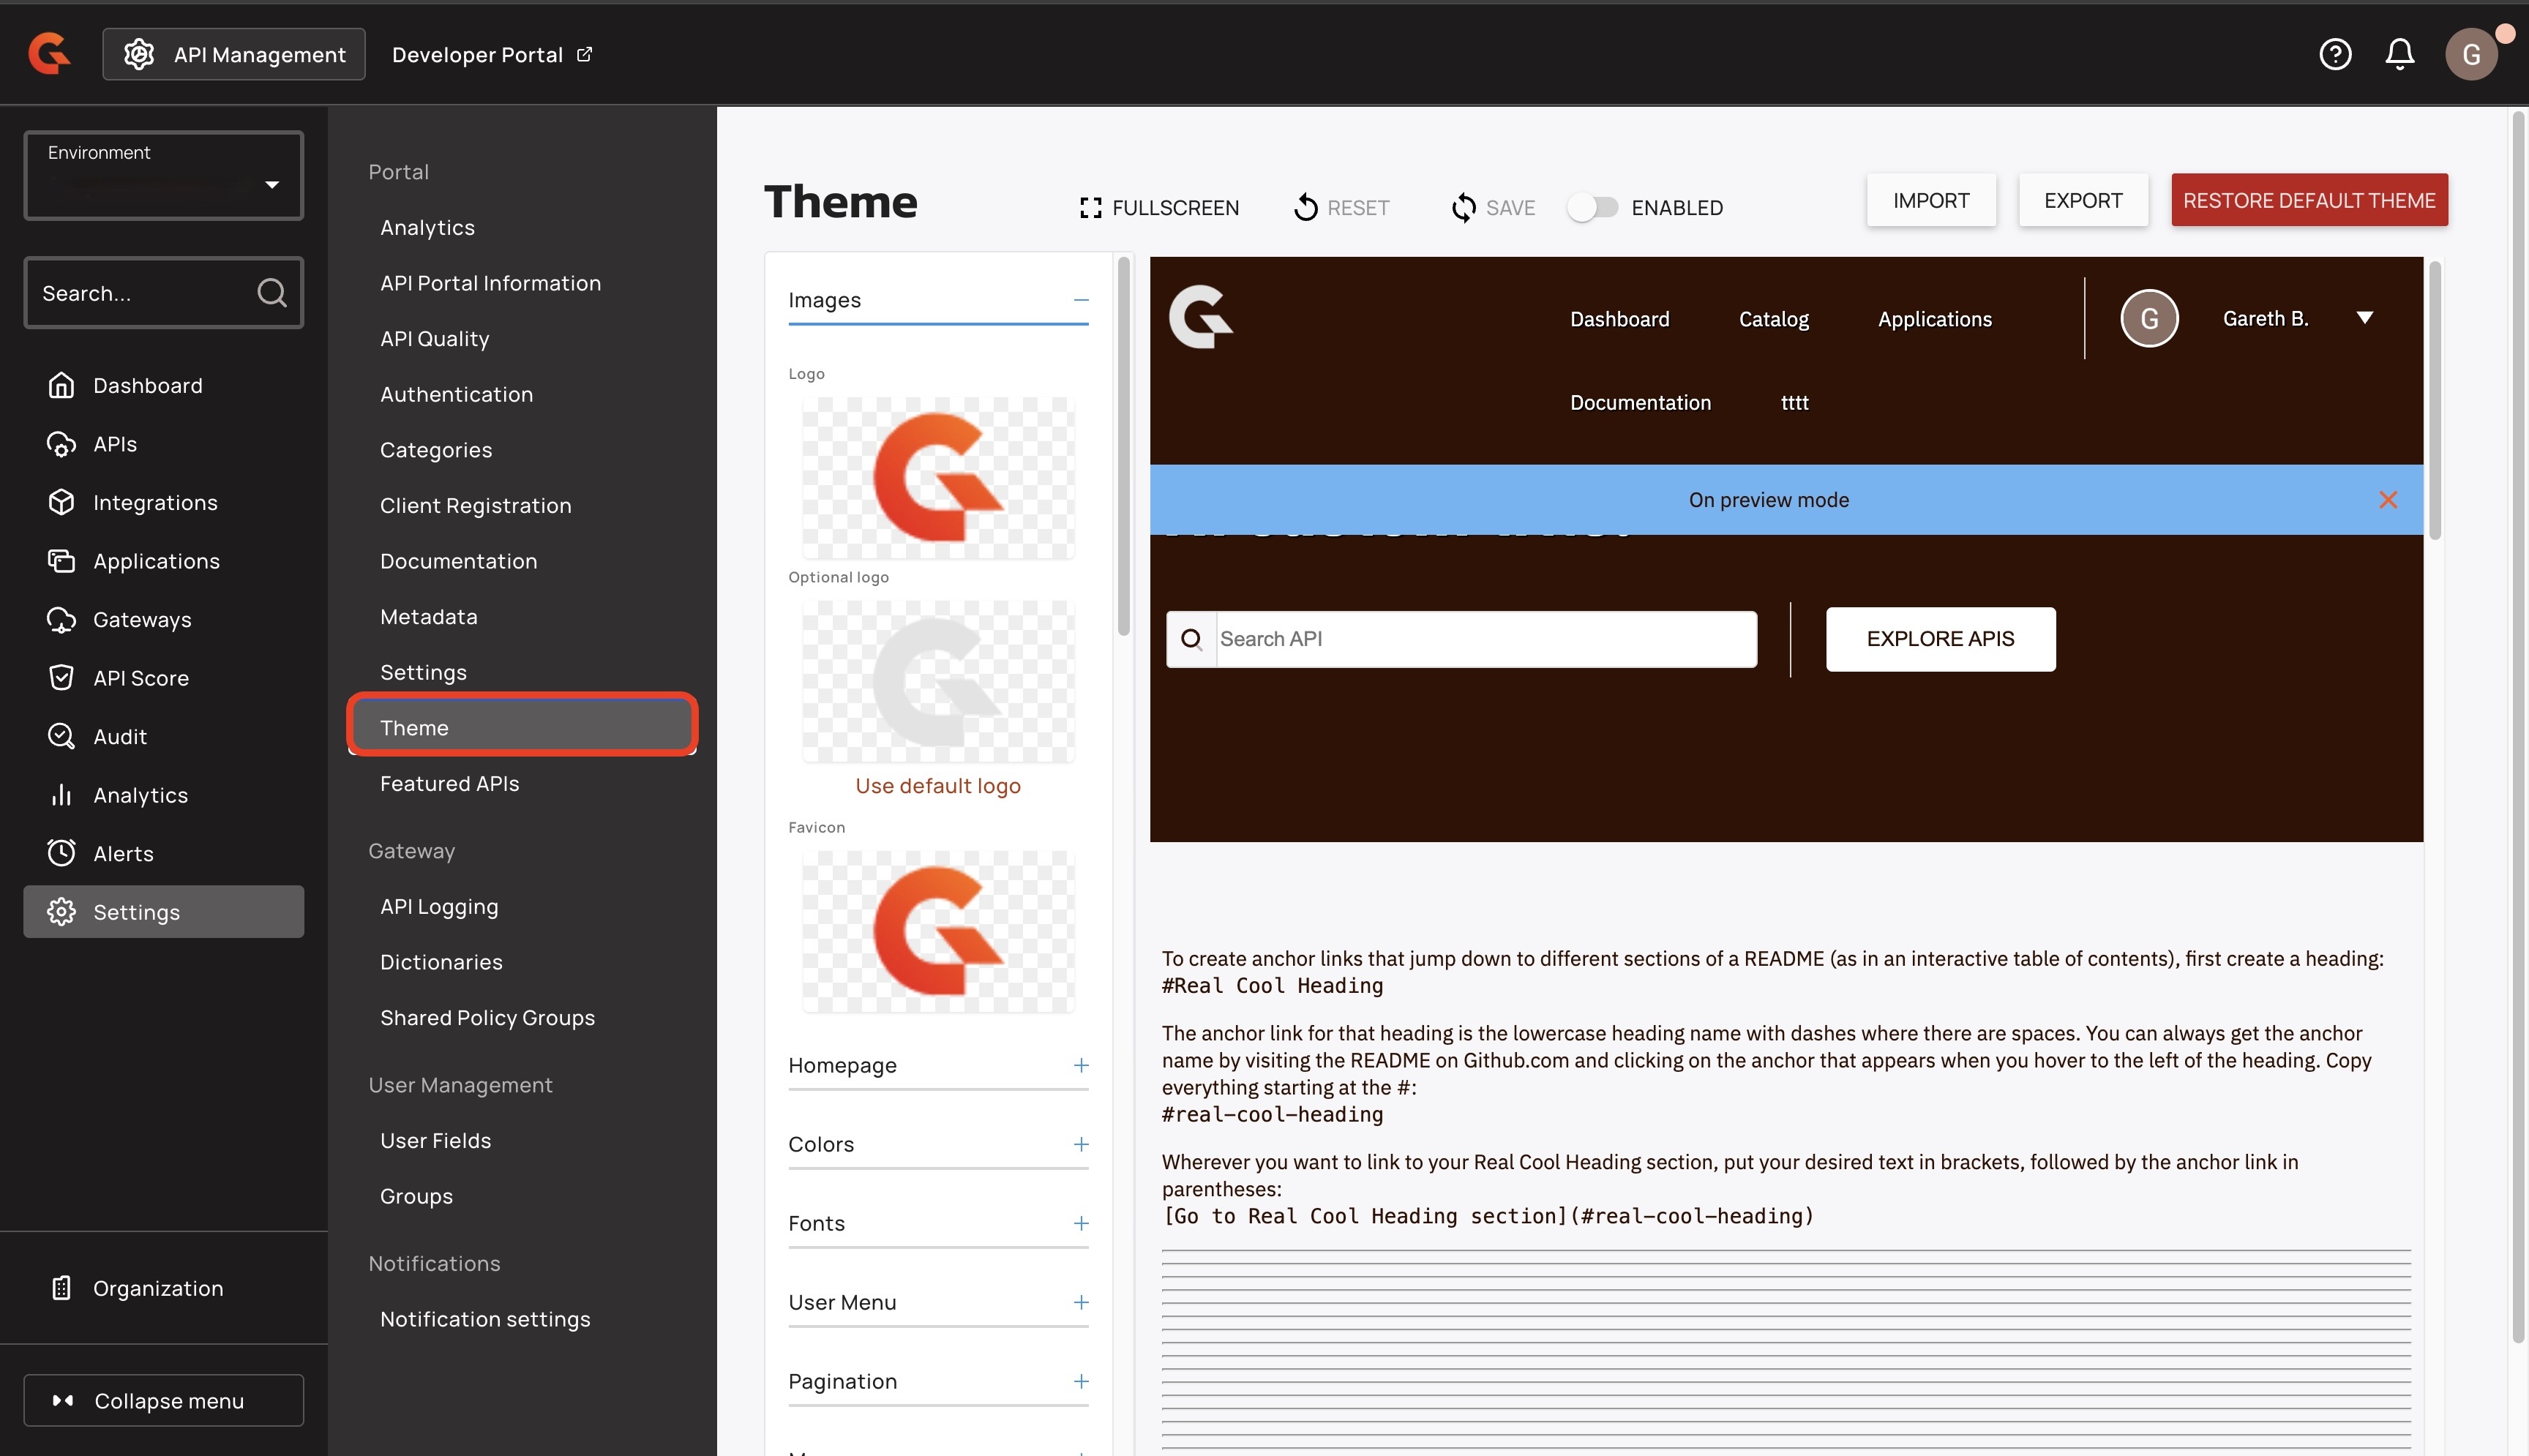 API Management
Developer Portal
G
Environment
Search...
Dashboard
APIs
Integrations
Applications
Gateways
API Score
Audit
Analytics
Alerts
Settings
Organization
Collapse menu
Portal
Analytics
API Portal Information
API Quality
Authentication
Categories
Client Registration
Documentation
Metadata
Settings
Theme
Featured APIs
Gateway
API Logging
Dictionaries
Shared Policy Groups
User Management
User Fields
Groups
Notifications
Notification settings
Theme
FULLSCREEN
RESET
SAVE
ENABLED
IMPORT
EXPORT
RESTORE DEFAULT THEME
Images
Logo
Optional logo
Use default logo
Favicon
Homepage
Colors
Fonts
User Menu
Pagination
Dashboard Catalog Applications
G Gareth B.
Documentation tttt
On preview mode
Search API
EXPLORE APIS
To create anchor links that jump down to different sections of a README (as in an interactive table of contents), first create a heading:
#Real Cool Heading
The anchor link for that heading is the lowercase heading name with dashes where there are spaces. You can always get the anchor
name by visiting the README on Github.com and clicking on the anchor that appears when you hover to the left of the heading. Copy
everything starting at the #:
#real-cool-heading
Wherever you want to link to your Real Cool Heading section, put your desired text in brackets, followed by the anchor link in
parentheses:
[Go to Real Cool Heading section](#real-cool-heading)